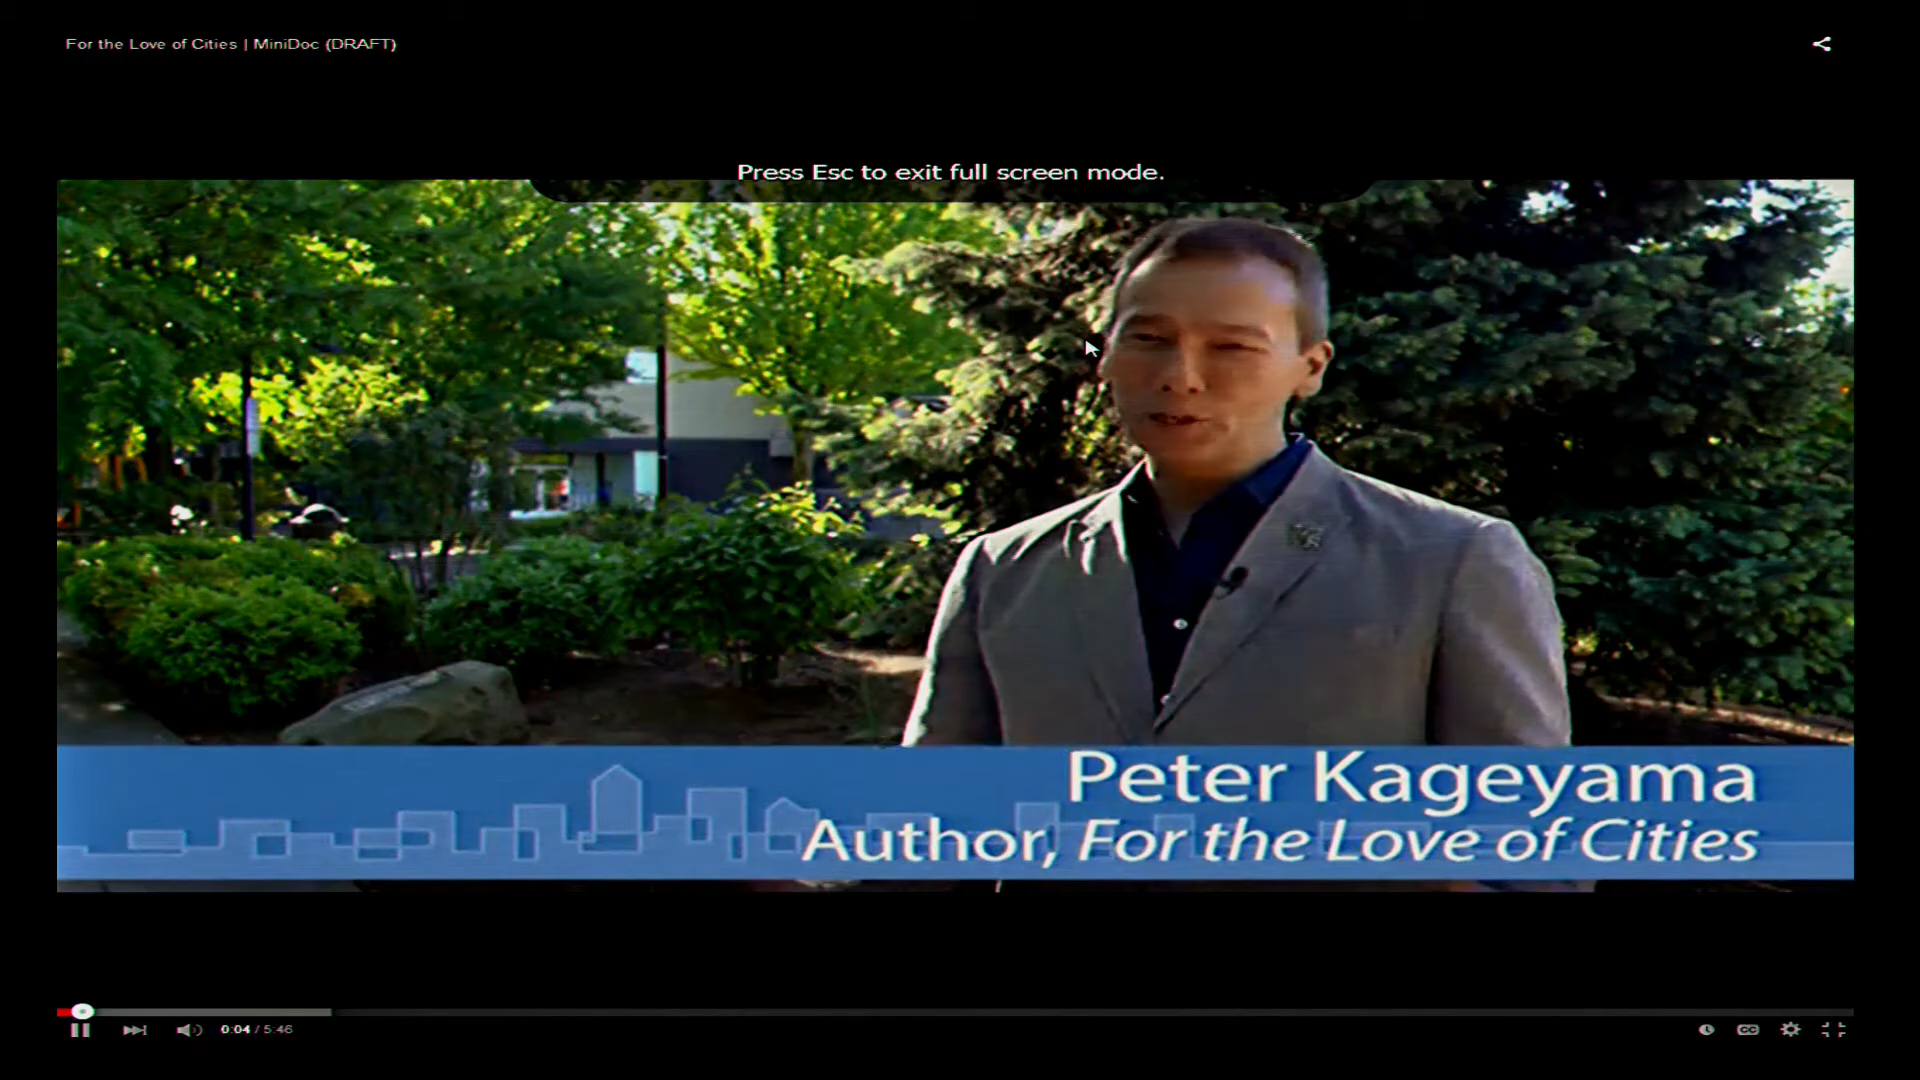 For the Love of Cities | MiniDoc (DRAFT)
Press Esc to exit full screen mode.
Peter Kageyama
Author, For the Love of Cities
0:04 / 5:46
CC